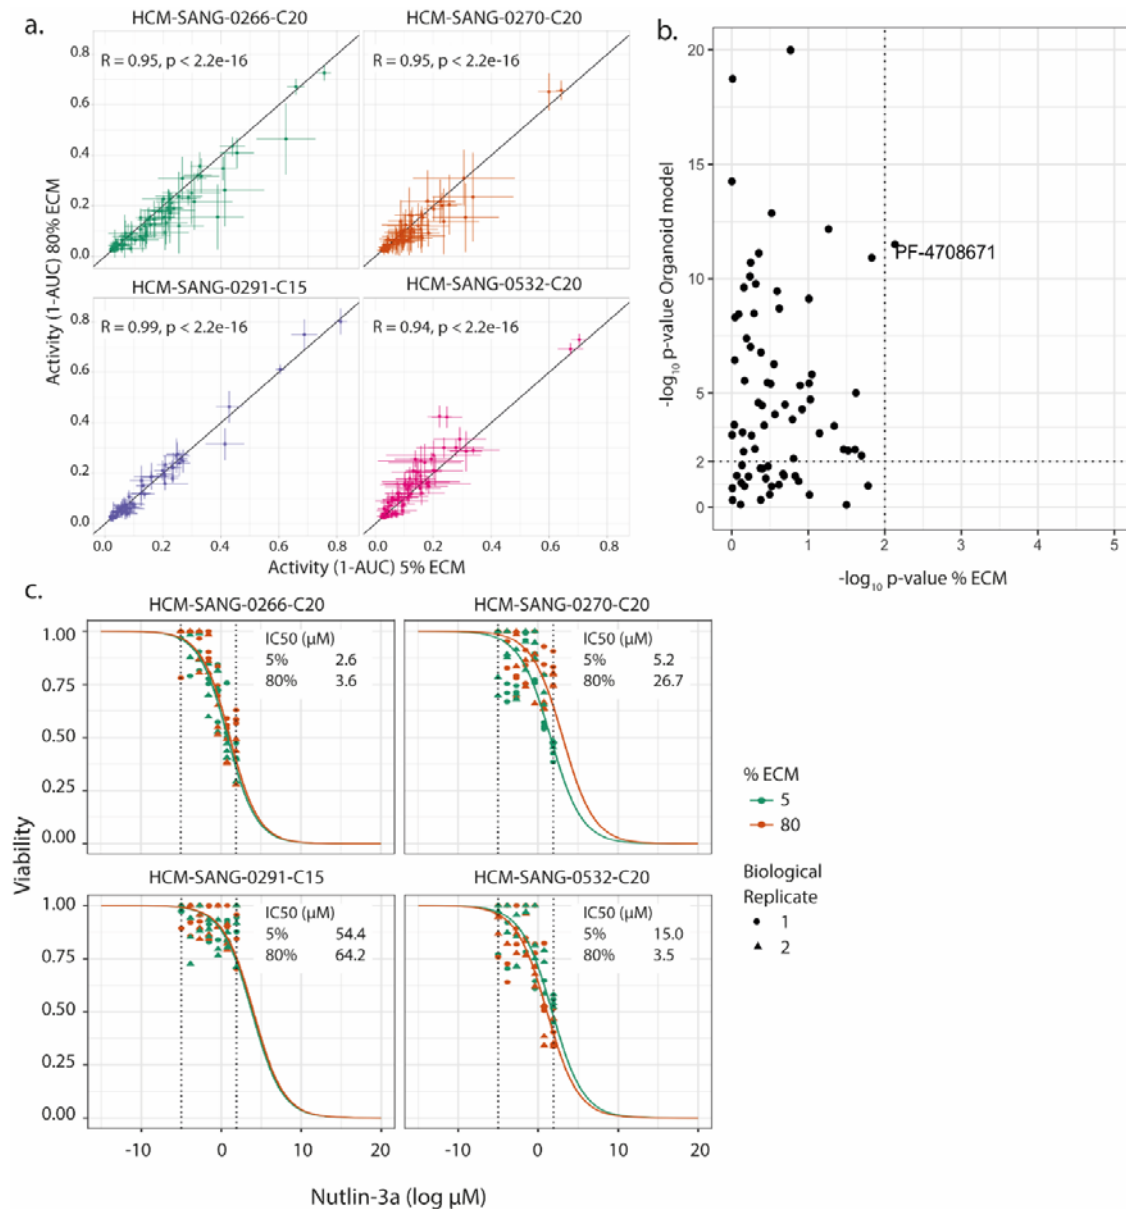 a.
HCM-SANG-0266-C20
HCM-SANG-0270-C20
R = 0.95, p < 2.2e-16
R = 0.95, p < 2.2e-16
0.8
0.6
0.4
0.2
0.0
HCM-SANG-0291-C15
HCM-SANG-0532-C20
R = 0.99, p < 2.2e-16
R = 0.94, p < 2.2e-16
0.8
0.6
0.4
0.2
0.0
0.0 0.2 0.4 0.6 0.8 0.0 0.2 0.4 0.6 0.8
Activity (1-AUC) 80% ECM
Activity (1-AUC) 5% ECM
b.
20
15
10
5
2
0
PF-4708671
0 1 2 3 4 5
-log10 p-value Organoid model
-log10 p-value % ECM
c.
HCM-SANG-0266-C20
HCM-SANG-0270-C20
1.00
0.75
0.50
0.25
0.00
IC50 (µM)
5% 2.6
80% 3.6
IC50 (µM)
5% 5.2
80% 26.7
HCM-SANG-0291-C15
HCM-SANG-0532-C20
1.00
0.75
0.50
0.25
0.00
IC50 (µM)
5% 54.4
80% 64.2
IC50 (µM)
5% 15.0
80% 3.5
-10 0 10 20 -10 0 10 20
Viability
Nutlin-3a (log µM)
% ECM
5
80
Biological
Replicate
1
2